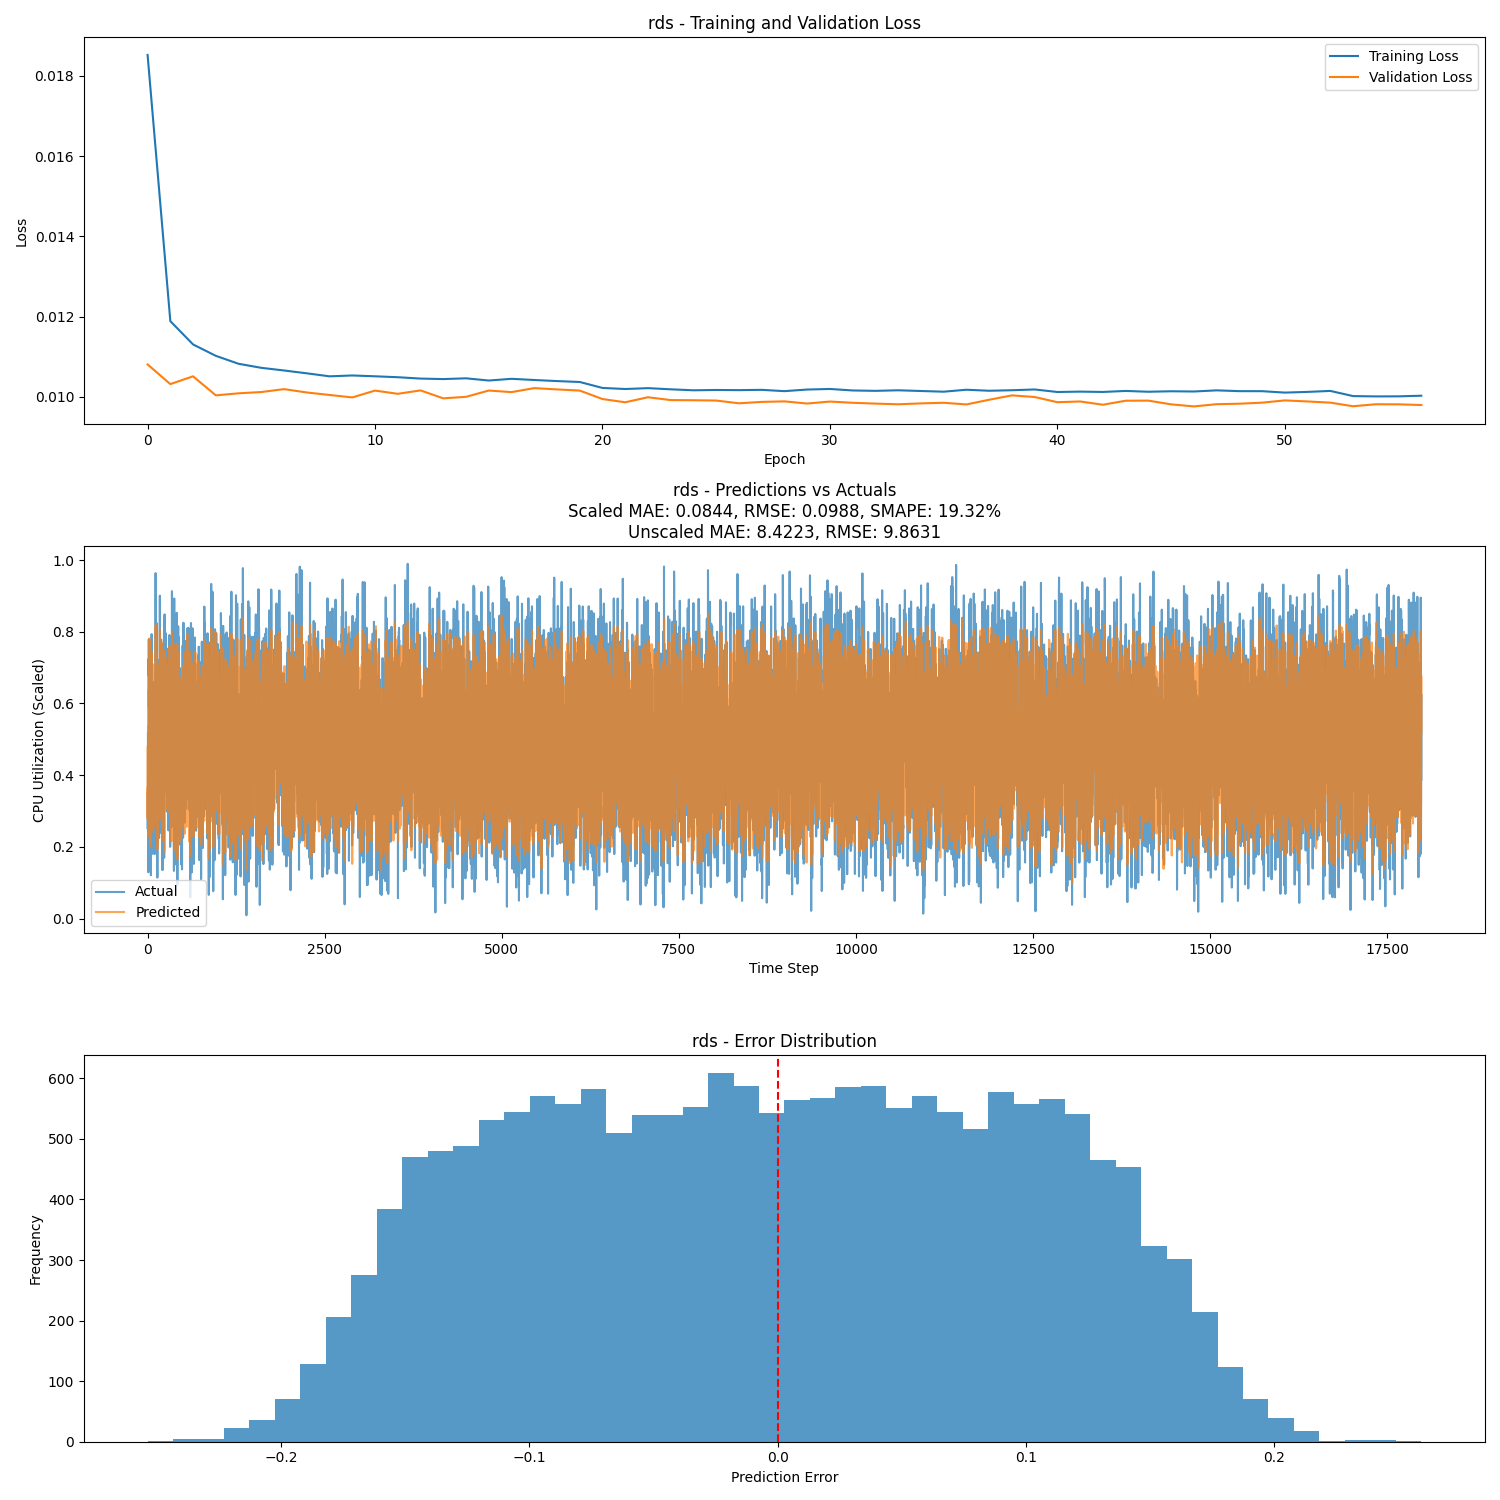 rds - Training and Validation Loss
Training Loss
Validation Loss
0.018
0.016
0.014
0.012
0.010
Loss
0
10
20
30
40
50
Epoch
rds - Predictions vs Actuals
Scaled MAE: 0.0844, RMSE: 0.0988, SMAPE: 19.32%
Unscaled MAE: 8.4223, RMSE: 9.8631
1.0
0.8
0.6
0.4
0.2
0.0
CPU Utilization (Scaled)
Actual
Predicted
0
2500
5000
7500
10000
12500
15000
17500
Time Step
rds - Error Distribution
600
500
400
300
200
100
0
Frequency
−0.2
−0.1
0.0
0.1
0.2
Prediction Error